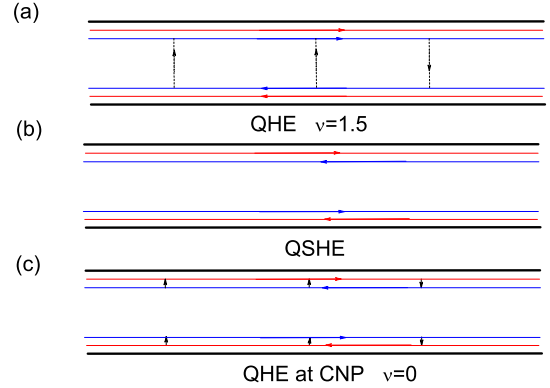 (a)
QHE ν=1.5
(b)
QSHE
(c)
QHE at CNP ν=0